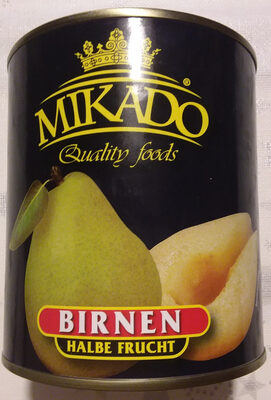 MIKADO®
Quality foods
BIRNEN
HALBE FRUCHT